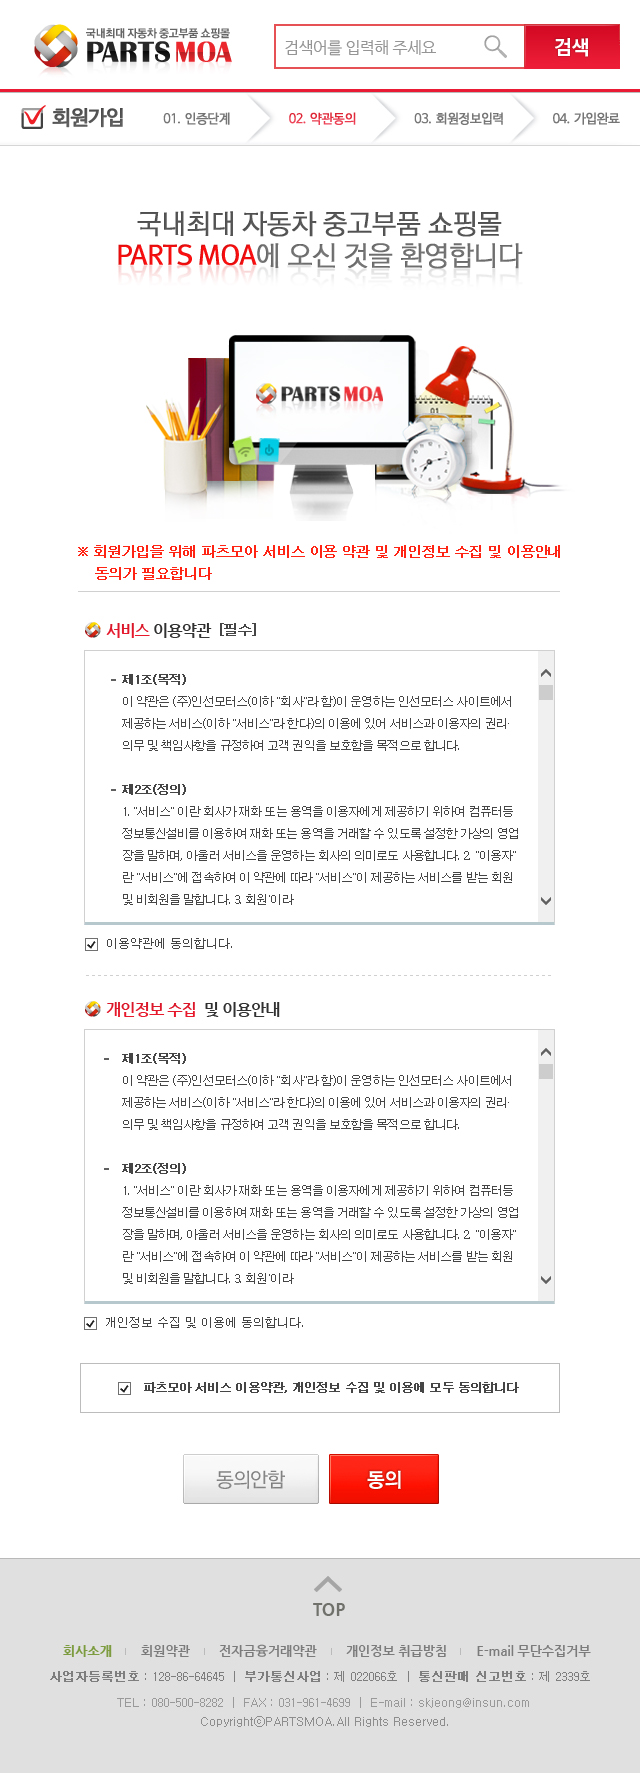 국내최대 자동차 중고부품 쇼핑몰
PARTS MOA
검색어를 입력해 주세요
검색
회원가입
01. 인증단계
02. 약관동의
03. 회원정보입력
04. 가입완료
국내최대 자동차 중고부품 쇼핑몰
PARTS MOA에 오신 것을 환영합니다
PARTS MOA
01
※ 회원가입을 위해 파츠모아 서비스 이용 약관 및 개인정보 수집 및 이용안내
동의가 필요합니다
서비스 이용약관 [필수]
- 제1조(목적)
이 약관은 (주)인선모터스(이하 "회사"라 함)이 운영하는 인선모터스 사이트에서
제공하는 서비스(이하 "서비스"라 한다)의 이용에 있어 서비스과 이용자의 권리·
의무 및 책임사항을 규정하여 고객 권익을 보호함을 목적으로 합니다.
- 제2조(정의)
1. "서비스" 이란 회사가 재화 또는 용역을 이용자에게 제공하기 위하여 컴퓨터등
정보통신설비를 이용하여 재화 또는 용역을 거래할 수 있도록 설정한 가상의 영업
장을 말하며, 아울러 서비스을 운영하는 회사의 의미로도 사용합니다. 2. "이용자"
란 "서비스"에 접속하여 이 약관에 따라 "서비스"이 제공하는 서비스를 받는 회원
및 비회원을 말합니다. 3. 회원'이라
이용약관에 동의합니다.
개인정보 수집 및 이용안내
- 제1조(목적)
이 약관은 (주)인선모터스(이하 "회사"라 함)이 운영하는 인선모터스 사이트에서
제공하는 서비스(이하 "서비스"라 한다)의 이용에 있어 서비스과 이용자의 권리·
의무 및 책임사항을 규정하여 고객 권익을 보호함을 목적으로 합니다.
- 제2조(정의)
1. "서비스" 이란 회사가 재화 또는 용역을 이용자에게 제공하기 위하여 컴퓨터등
정보통신설비를 이용하여 재화 또는 용역을 거래할 수 있도록 설정한 가상의 영업
장을 말하며, 아울러 서비스을 운영하는 회사의 의미로도 사용합니다. 2. "이용자"
란 "서비스"에 접속하여 이 약관에 따라 "서비스"이 제공하는 서비스를 받는 회원
및 비회원을 말합니다. 3. 회원'이라
개인정보 수집 및 이용에 동의합니다.
파츠모아 서비스 이용약관, 개인정보 수집 및 이용에 모두 동의합니다
동의안함
동의
TOP
회사소개 | 회원약관 | 전자금융거래약관 | 개인정보 취급방침 | E-mail 무단수집거부
사업자등록번호 : 128-86-64645 | 부가통신사업 : 제 022066호 | 통신판매 신고번호 : 제 2339호
TEL : 080-500-8282 | FAX : 031-961-4699 | E-mail : skjeong@insun.com
CopyrightⓒPARTSMOA.All Rights Reserved.